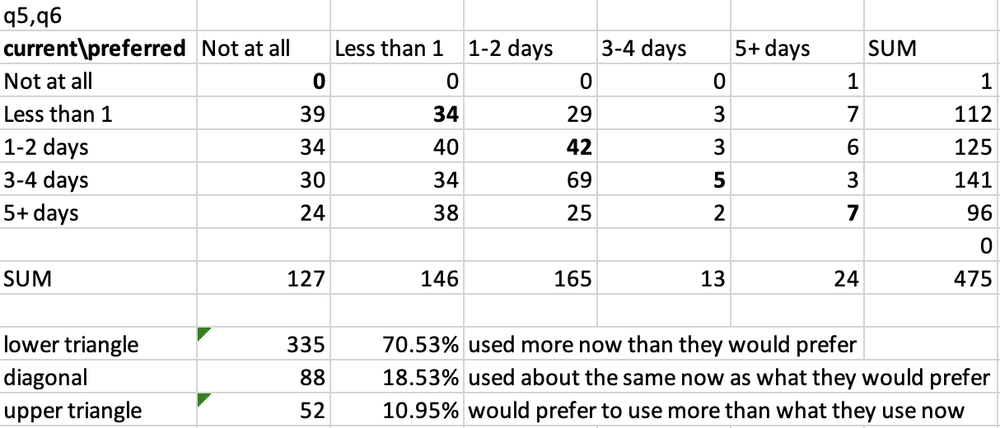 q5,q6
current\preferred Not at all Less than 1 1-2 days 3-4 days 5+ days SUM
Not at all 0 0 0 0 1 1
Less than 1 39 34 29 3 7 112
1-2 days 34 40 42 3 6 125
3-4 days 30 34 69 5 3 141
5+ days 24 38 25 2 7 96
0
SUM 127 146 165 13 24 475
lower triangle 335 70.53% used more now than they would prefer
diagonal 88 18.53% used about the same now as what they would prefer
upper triangle 52 10.95% would prefer to use more than what they use now